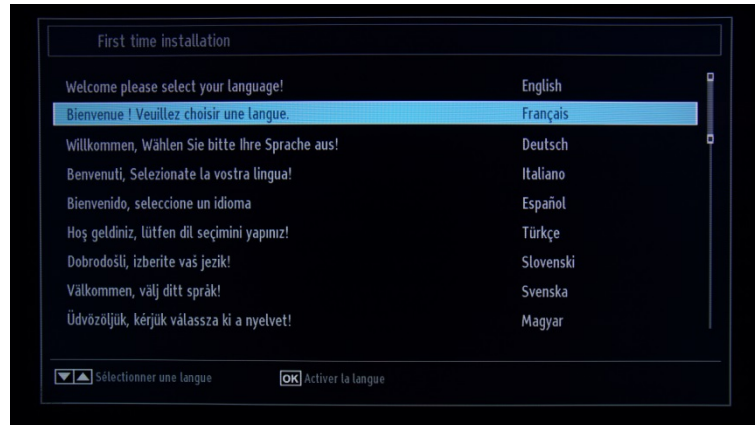 First time installation
Welcome please select your language! English
Bienvenue ! Veuillez choisir une langue. Français
Willkommen, Wählen Sie bitte Ihre Sprache aus! Deutsch
Benvenuti, Selezionate la vostra lingua! Italiano
Bienvenido, seleccione un idioma Español
Hoş geldiniz, lütfen dil seçimini yapınız! Türkçe
Dobrodošli, izberite vaš jezik! Slovenski
Välkommen, välj ditt språk! Svenska
Üdvözöljük, kérjük válassza ki a nyelvet! Magyar
Sélectionner une langue OK Activer la langue